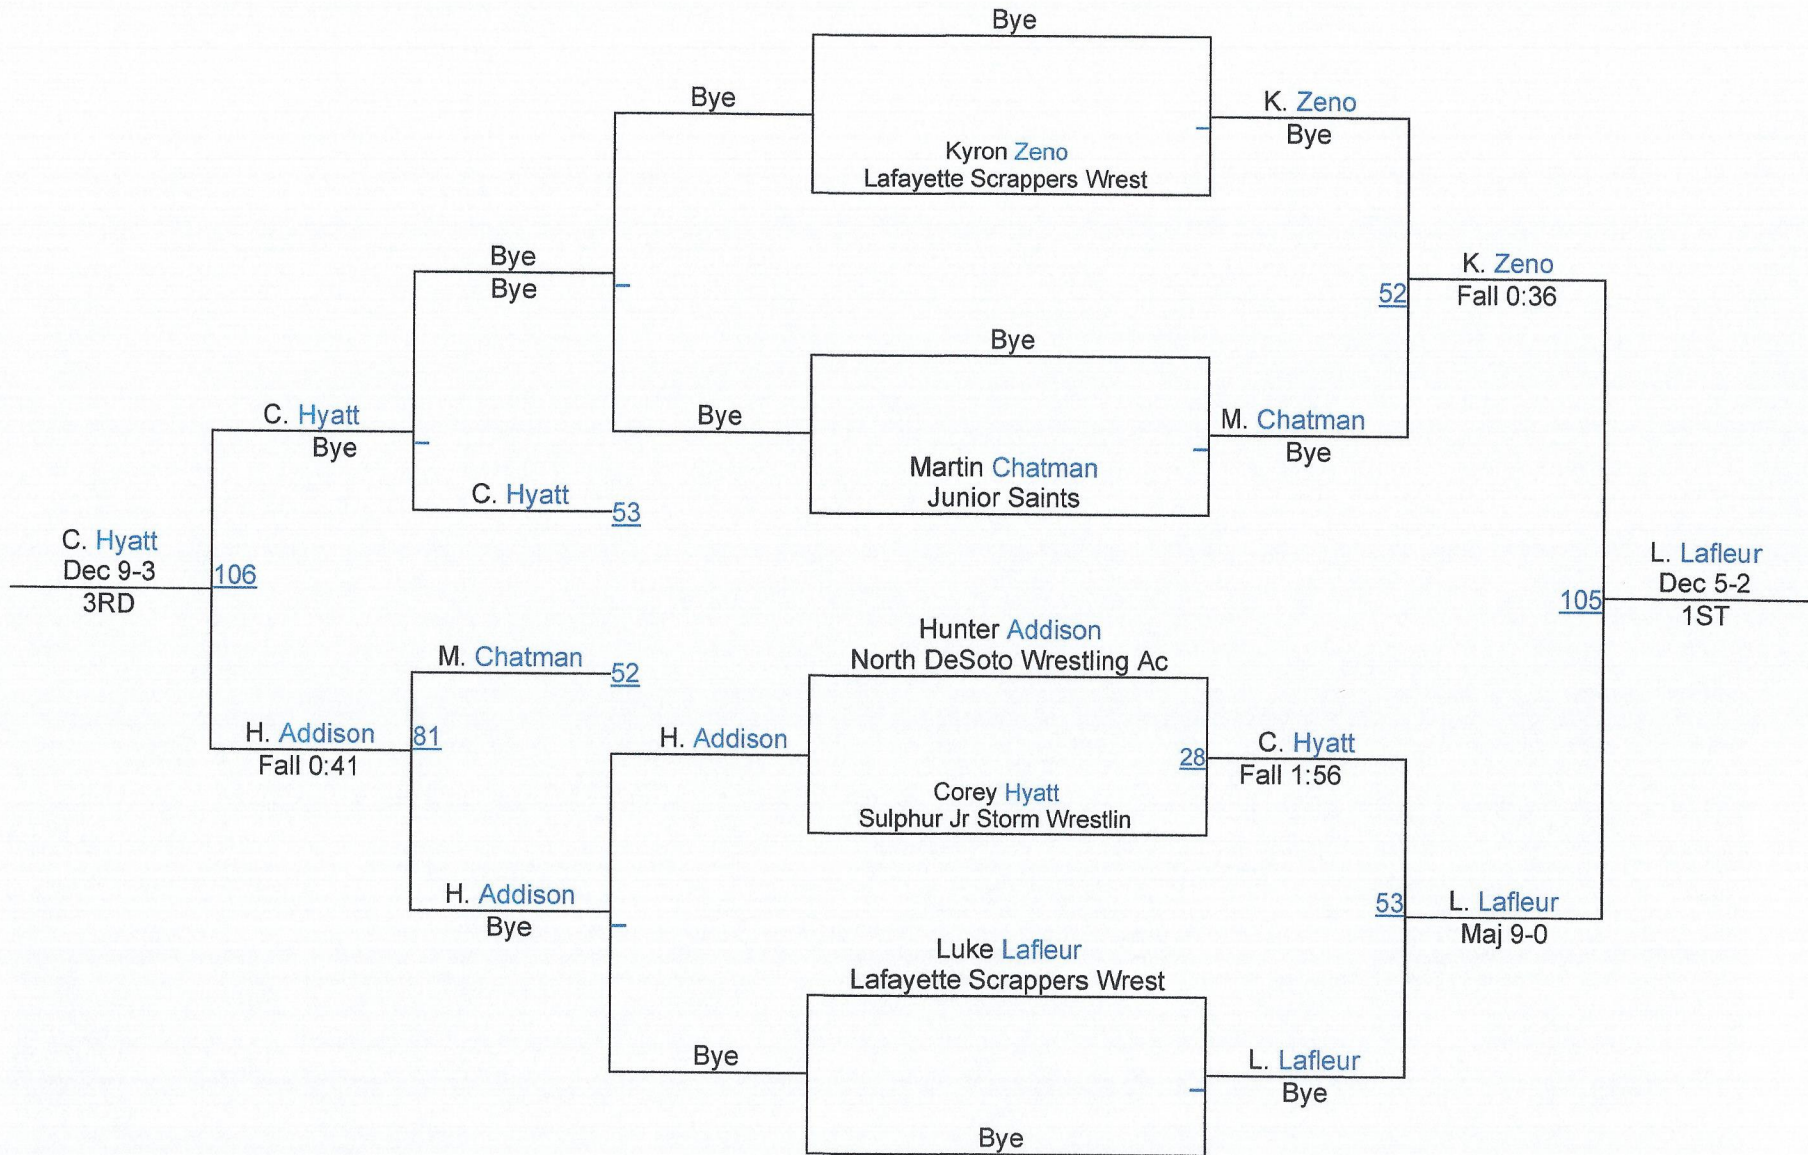 Bye
Bye
K. Zeno
Bye
Kyron Zeno
Lafayette Scrappers Wrest
Bye
Bye
K. Zeno
52
Fall 0:36
Bye
Bye
C. Hyatt
Bye
M. Chatman
Bye
Martin Chatman
Junior Saints
C. Hyatt
53
C. Hyatt
Dec 9-3
3RD
106
L. Lafleur
Dec 5-2
1ST
105
Hunter Addison
North DeSoto Wrestling Ac
M. Chatman
52
H. Addison
Fall 0:41
81
H. Addison
28
C. Hyatt
Fall 1:56
Corey Hyatt
Sulphur Jr Storm Wrestlin
H. Addison
Bye
53
L. Lafleur
Maj 9-0
Luke Lafleur
Lafayette Scrappers Wrest
Bye
L. Lafleur
Bye
Bye